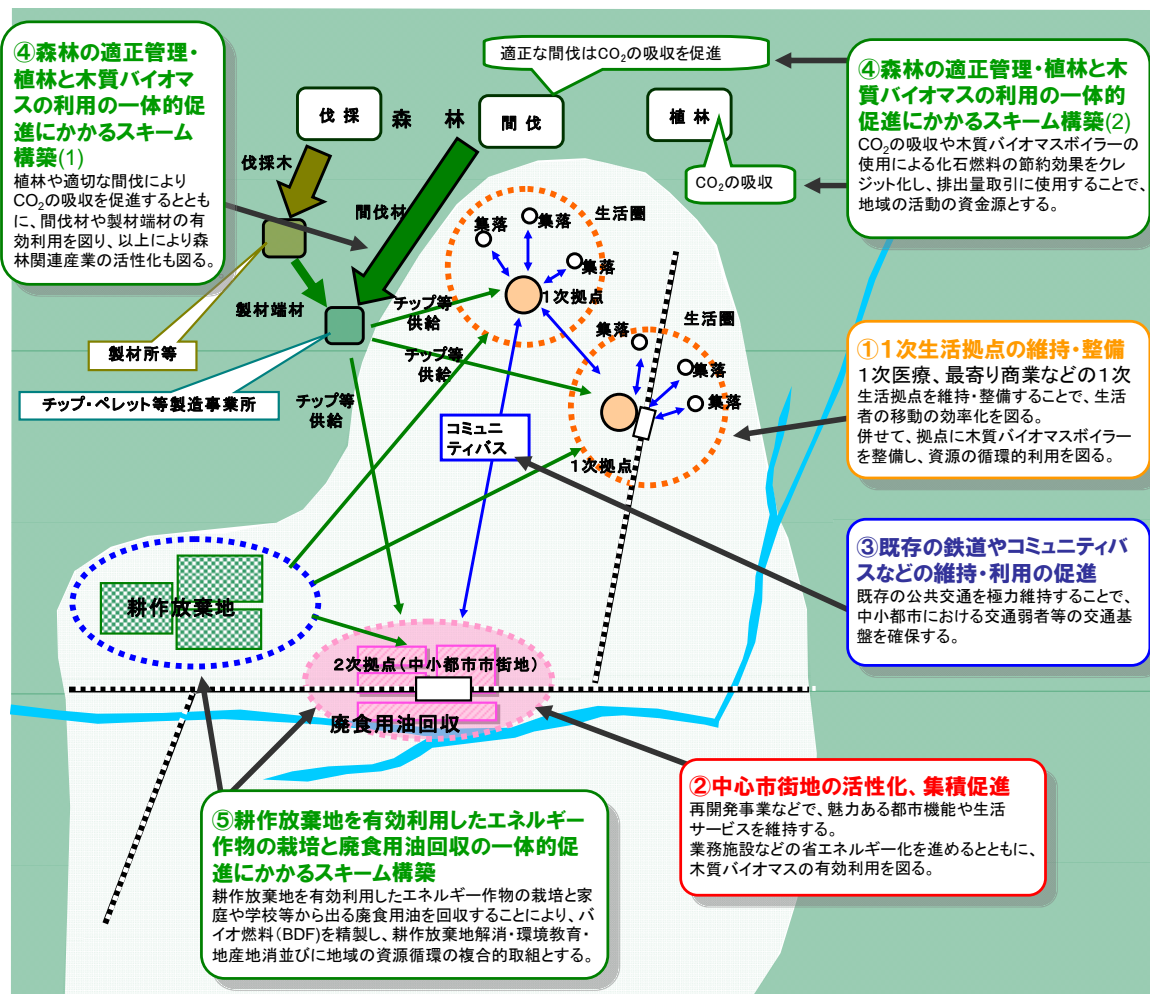 ④森林の適正管理・
植林と木質バイオマ
スの利用の一体的促
進にかかるスキーム
構築(1)
植林や適切な間伐により
CO₂の吸収を促進するととも
に、間伐材や製材端材の有
効利用を図り、以上により森
林関連産業の活性化も図る。
適正な間伐はCO₂の吸収を促進
④森林の適正管理・植林と木
質バイオマスの利用の一体的
促進にかかるスキーム構築(2)
CO₂の吸収や木質バイオマスボイラーの
使用による化石燃料の節約効果をクレ
ジット化し、排出量取引に使用することで、
地域の活動の資金源とする。
伐採
森林
間伐
植林
CO₂の吸収
伐採木
間伐材
製材端材
製材所等
チップ・ペレット等製造事業所
集落
集落
生活圏
集落
1次拠点
チップ等
供給
チップ等
供給
チップ等
供給
集落
生活圏
集落
集落
1次拠点
コミュニ
ティバス
①1次生活拠点の維持・整備
1次医療、最寄り商業などの1次
生活拠点を維持・整備することで、生活
者の移動の効率化を図る。
併せて、拠点に木質バイオマスボイラー
を整備し、資源の循環的利用を図る。
③既存の鉄道やコミュニティバ
スなどの維持・利用の促進
既存の公共交通を極力維持することで、
中小都市における交通弱者等の交通基
盤を確保する。
耕作放棄地
2次拠点(中小都市市街地)
廃食用油回収
②中心市街地の活性化、集積促進
再開発事業などで、魅力ある都市機能や生活
サービスを維持する。
業務施設などの省エネルギー化を進めるとともに、
木質バイオマスの有効利用を図る。
⑤耕作放棄地を有効利用したエネルギー
作物の栽培と廃食用油回収の一体的促
進にかかるスキーム構築
耕作放棄地を有効利用したエネルギー作物の栽培と家
庭や学校等から出る廃食用油を回収することにより、バ
イオ燃料(BDF)を精製し、耕作放棄地解消・環境教育・
地産地消並びに地域の資源循環の複合的取組とする。